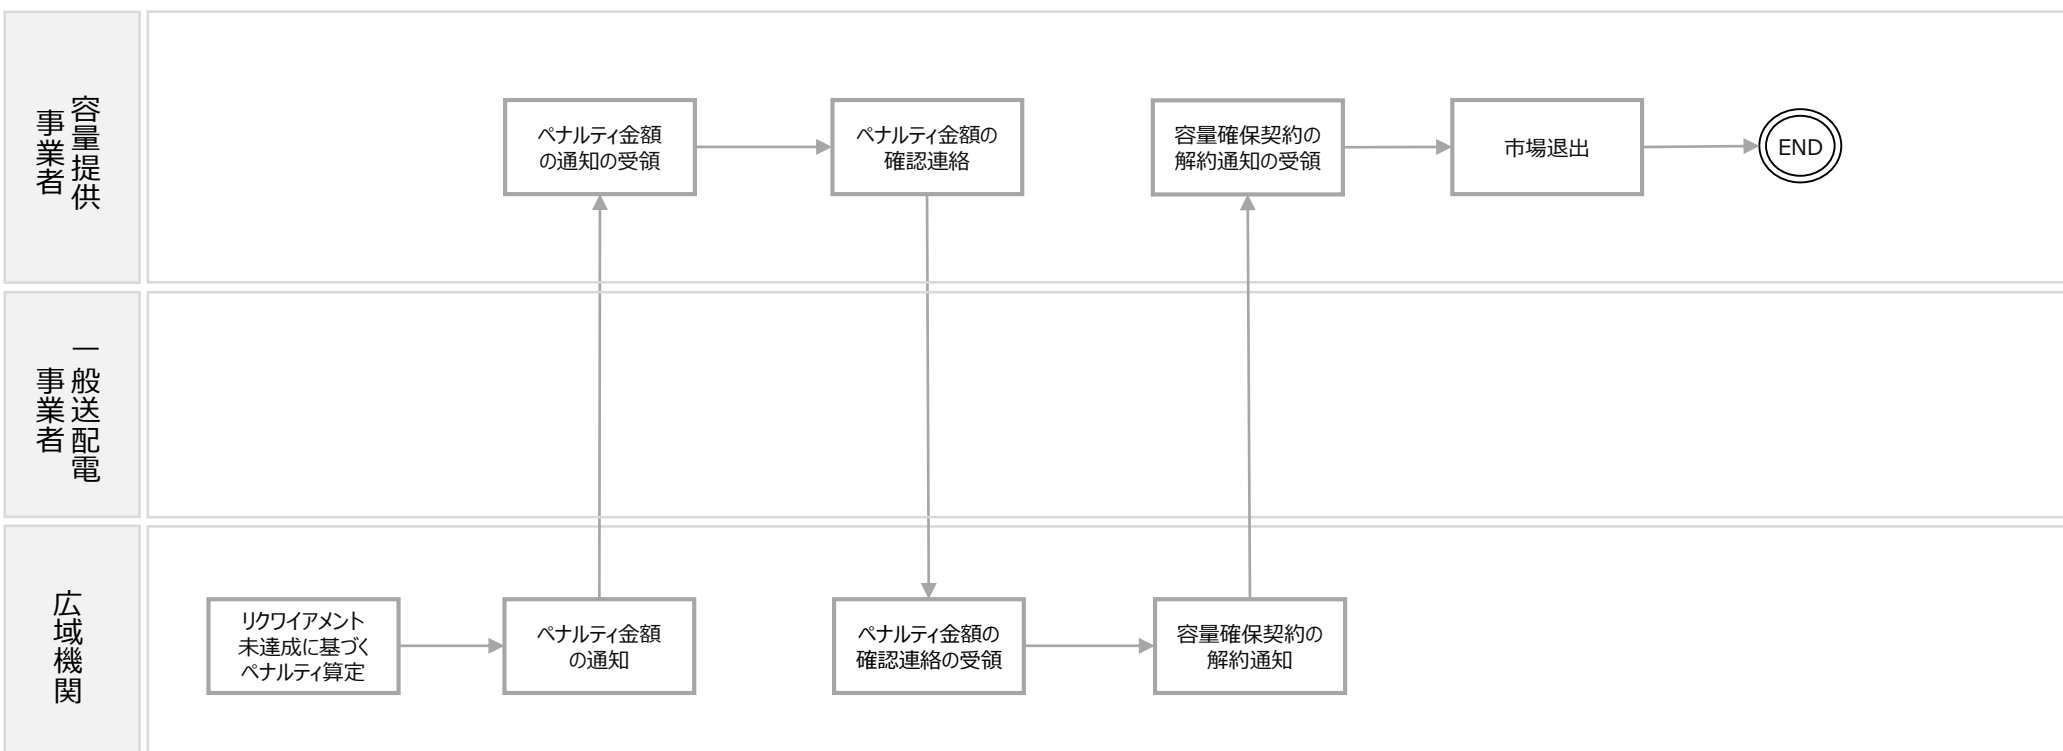 容量提供
事業者
ペナルティ金額
の通知の受領
ペナルティ金額の
確認連絡
容量確保契約の
解約通知の受領
市場退出
END
一般送配電
事業者
広域機関
リクワイアメント
未達成に基づく
ペナルティ算定
ペナルティ金額
の通知
ペナルティ金額の
確認連絡の受領
容量確保契約の
解約通知